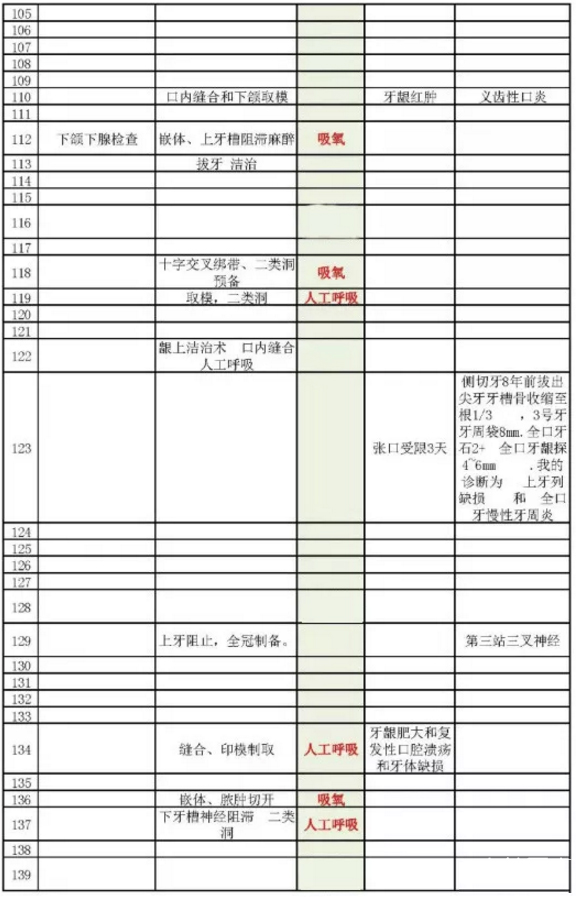 105
106
107
108
109
110 口内缝合和下颌取模 牙龈红肿 义齿性口炎
111
112 下颌下腺检查 嵌体、上牙槽阻滞麻醉 吸氧
113 拔牙 洁治
114
115
116
117
118 十字交叉绑带、二类洞
预备 吸氧
119 取模，二类洞 人工呼吸
120
121
122 龈上洁治术 口内缝合
人工呼吸
123 张口受限3天 侧切牙8年前拔出
尖牙牙槽骨收缩至
根1/3 ，3号牙
牙周袋8mm.全口牙
石2+ 全口牙龈探
4~6mm .我的
诊断为 上牙列
缺损 和 全口
牙慢性牙周炎
124
125
126
127
128
129 上牙阻止，全冠制备。 第三站三叉神经
130
131
132
133
134 缝合、印模制取 人工呼吸 牙龈肥大和复
发性口腔溃疡
和牙体缺损
135
136 嵌体、脓肿切开 吸氧
137 下牙槽神经阻滞 二类
洞 人工呼吸
138
139